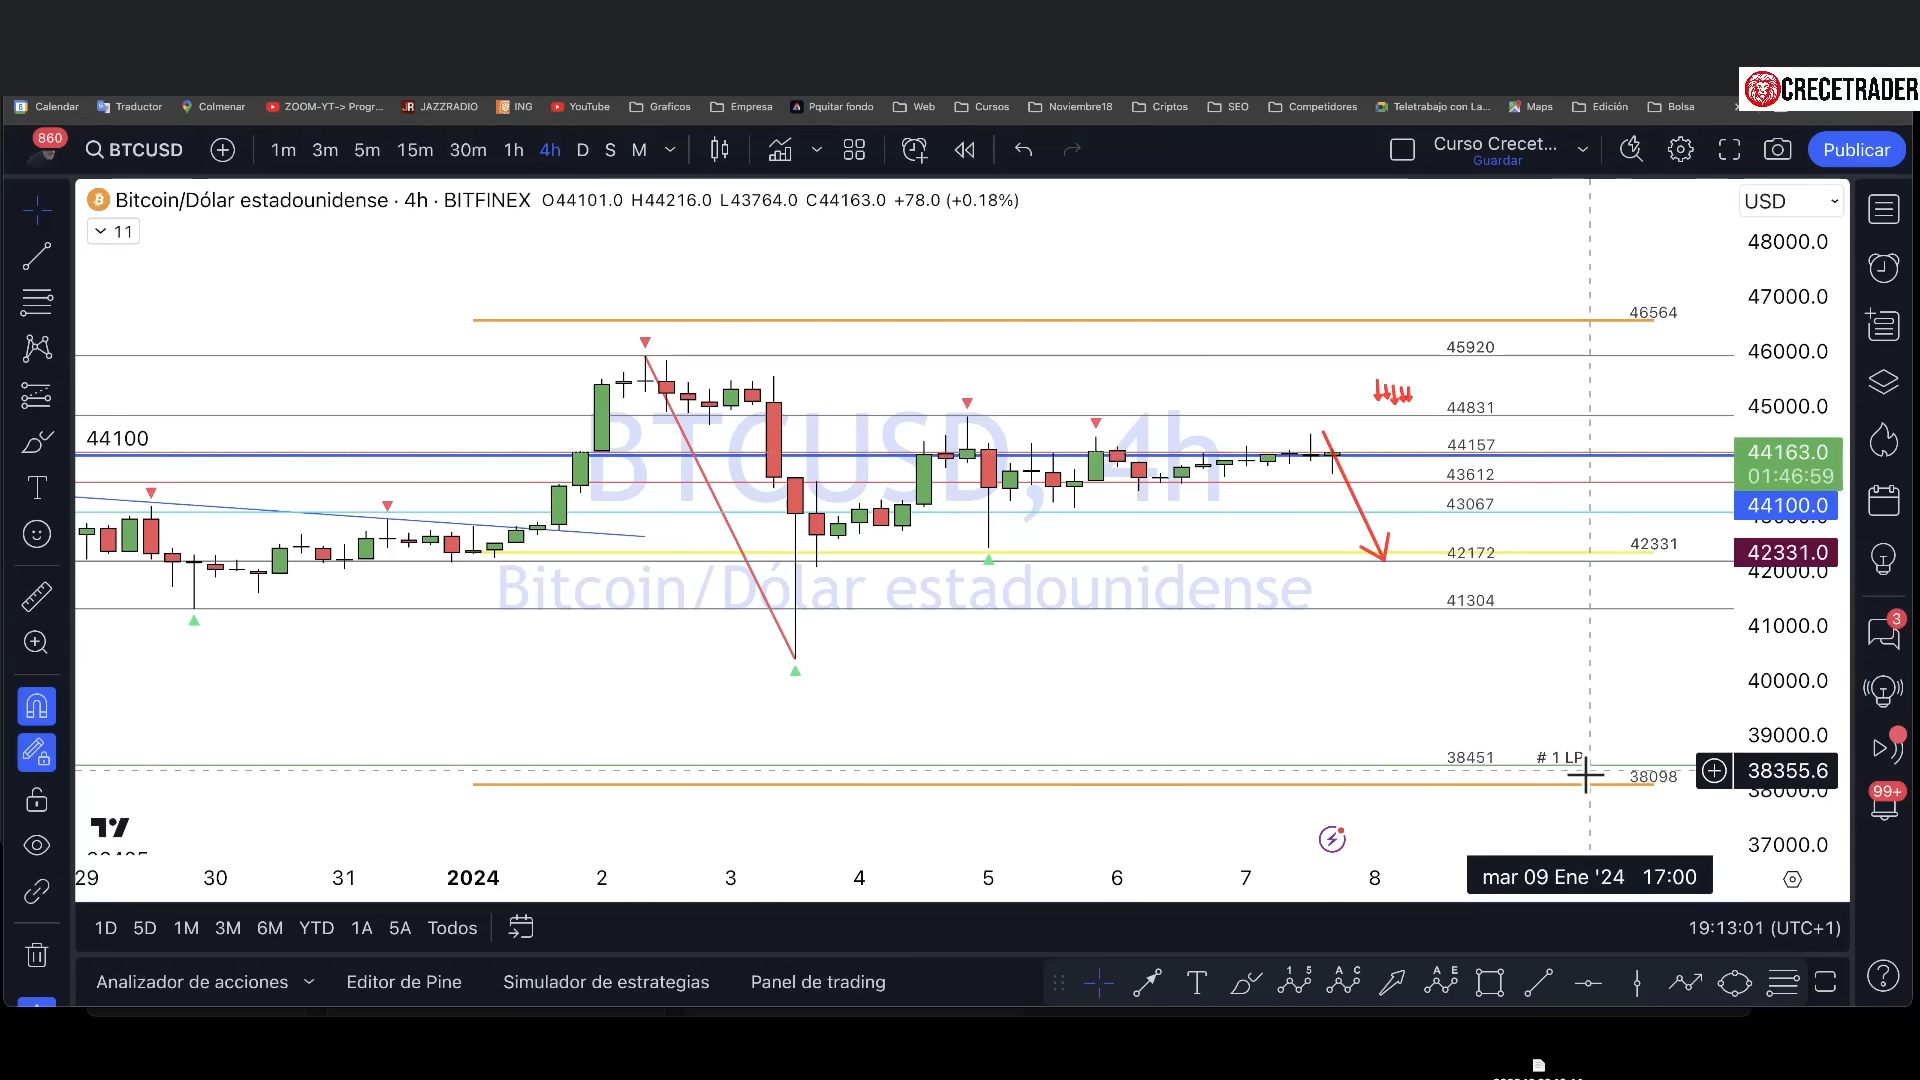 CRECETRADER
Calendar Traductor Colmenar ZOOM-YT-> Progr... JAZZRADIO ING YouTube Graficos Empresa Pquitar fondo Web Cursos Noviembre18 Criptos SEO Competidores Teletrabajo con La... Maps Edición Bolsa
860
BTCUSD 1m 3m 5m 15m 30m 1h 4h D S M Curso Crecet... Publicar
Guardar
Bitcoin/Dólar estadounidense · 4h · BITFINEX O44101.0 H44216.0 L43764.0 C44163.0 +78.0 (+0.18%)
USD
11
48000.0
47000.0
46564
46000.0
45920
45000.0
44831
BTCUSD, 4h
44100
44157
44163.0
01:46:59
43612
43067
44100.0
42331
42172
42331.0
42000.0
Bitcoin/Dólar estadounidense
41304
41000.0
3
40000.0
39000.0
38451 # 1 LP
38355.6
38098
38000.0
99+
37000.0
29 30 31 2024 2 3 4 5 6 7 8 mar 09 Ene '24 17:00
1D 5D 1M 3M 6M YTD 1A 5A Todos 19:13:01 (UTC+1)
Analizador de acciones Editor de Pine Simulador de estrategias Panel de trading